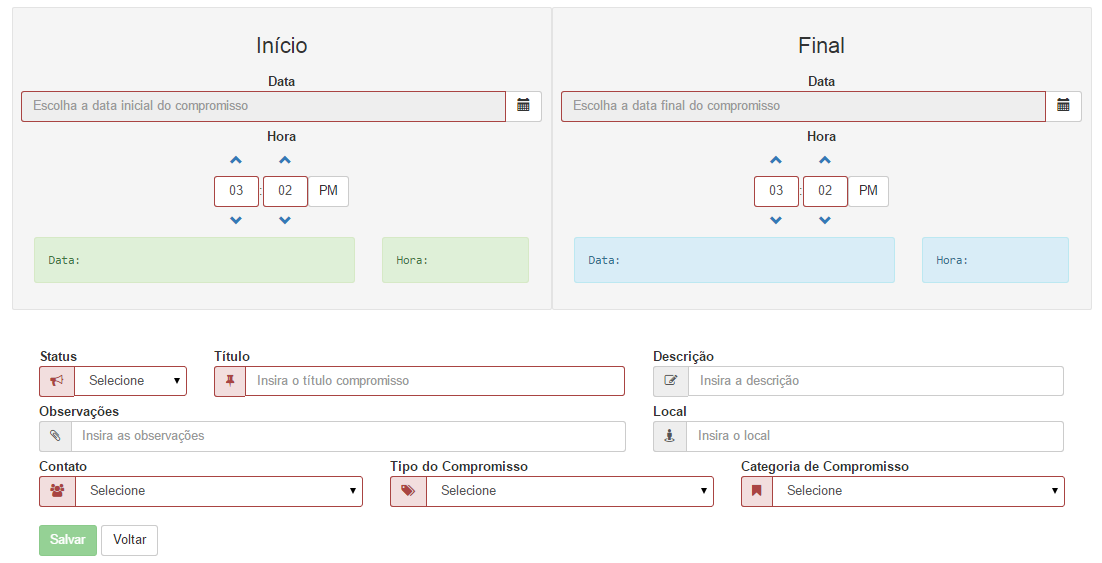 Início
Data
Escolha a data inicial do compromisso
Hora
03 : 02 PM
Data: Hora:
Final
Data
Escolha a data final do compromisso
Hora
03 : 02 PM
Data: Hora:
Status Título Descrição
Selecione Insira o título compromisso Insira a descrição
Observações Local
Insira as observações Insira o local
Contato Tipo do Compromisso Categoria de Compromisso
Selecione Selecione Selecione
Salvar Voltar